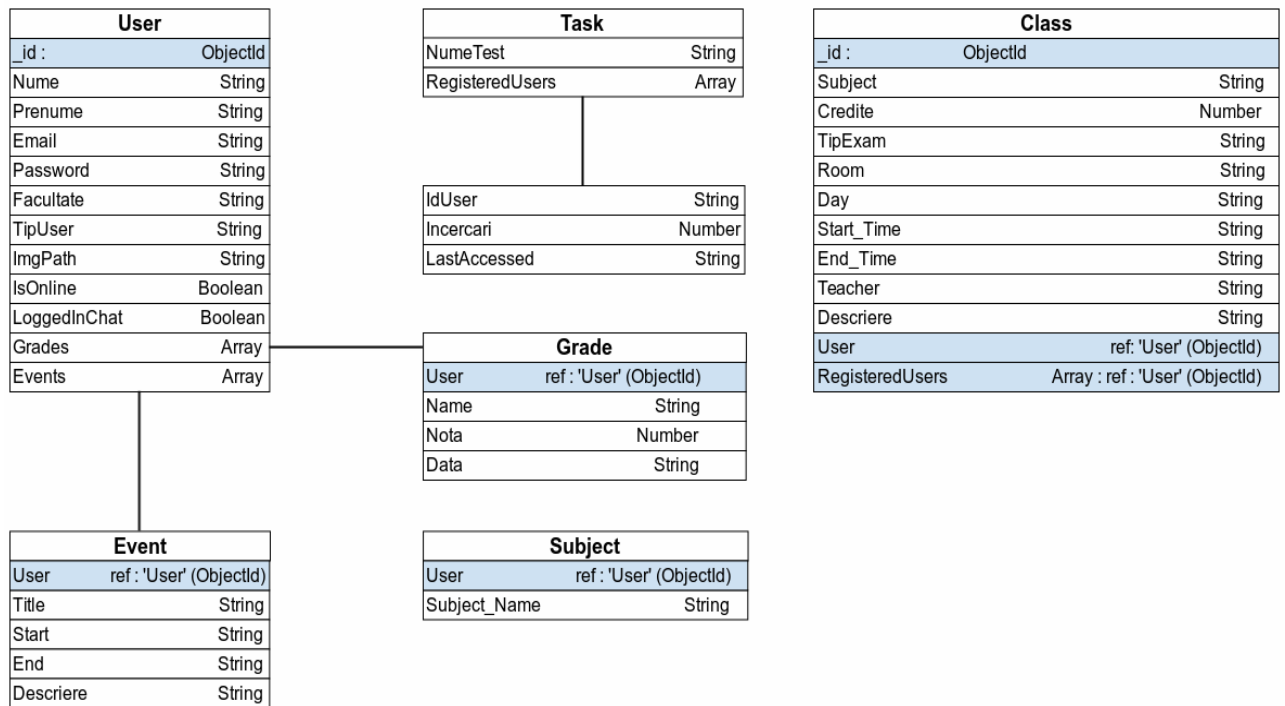 User
_id : ObjectId
Nume String
Prenume String
Email String
Password String
Facultate String
TipUser String
ImgPath String
IsOnline Boolean
LoggedInChat Boolean
Grades Array
Events Array
Task
NumeTest String
RegisteredUsers Array
IdUser String
Incercari Number
LastAccessed String
Class
_id : ObjectId
Subject String
Credite Number
TipExam String
Room String
Day String
Start_Time String
End_Time String
Teacher String
Descriere String
User ref: 'User' (ObjectId)
RegisteredUsers Array : ref : 'User' (ObjectId)
Grade
User ref : 'User' (ObjectId)
Name String
Nota Number
Data String
Event
User ref : 'User' (ObjectId)
Title String
Start String
End String
Descriere String
Subject
User ref : 'User' (ObjectId)
Subject_Name String